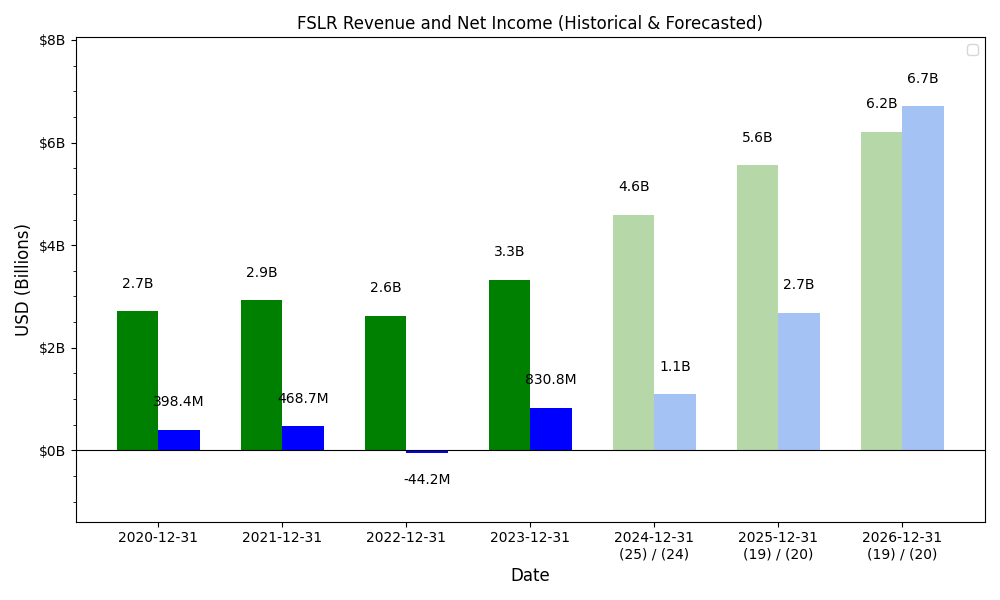 FSLR Revenue and Net Income (Historical & Forecasted)
$8B
$6B
$4B
$2B
$0B
USD (Billions)
2.7B
398.4M
2.9B
468.7M
2.6B
-44.2M
3.3B
830.8M
4.6B
1.1B
5.6B
2.7B
6.2B
6.7B
2020-12-31
2021-12-31
2022-12-31
2023-12-31
2024-12-31
(25) / (24)
2025-12-31
(19) / (20)
2026-12-31
(19) / (20)
Date